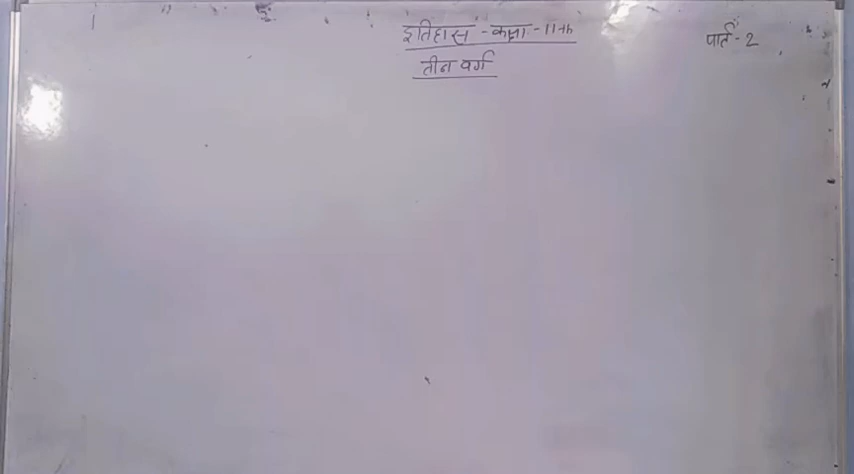 इतिहास - कक्षा - 11th
पार्ट - 2
तीन वर्ग